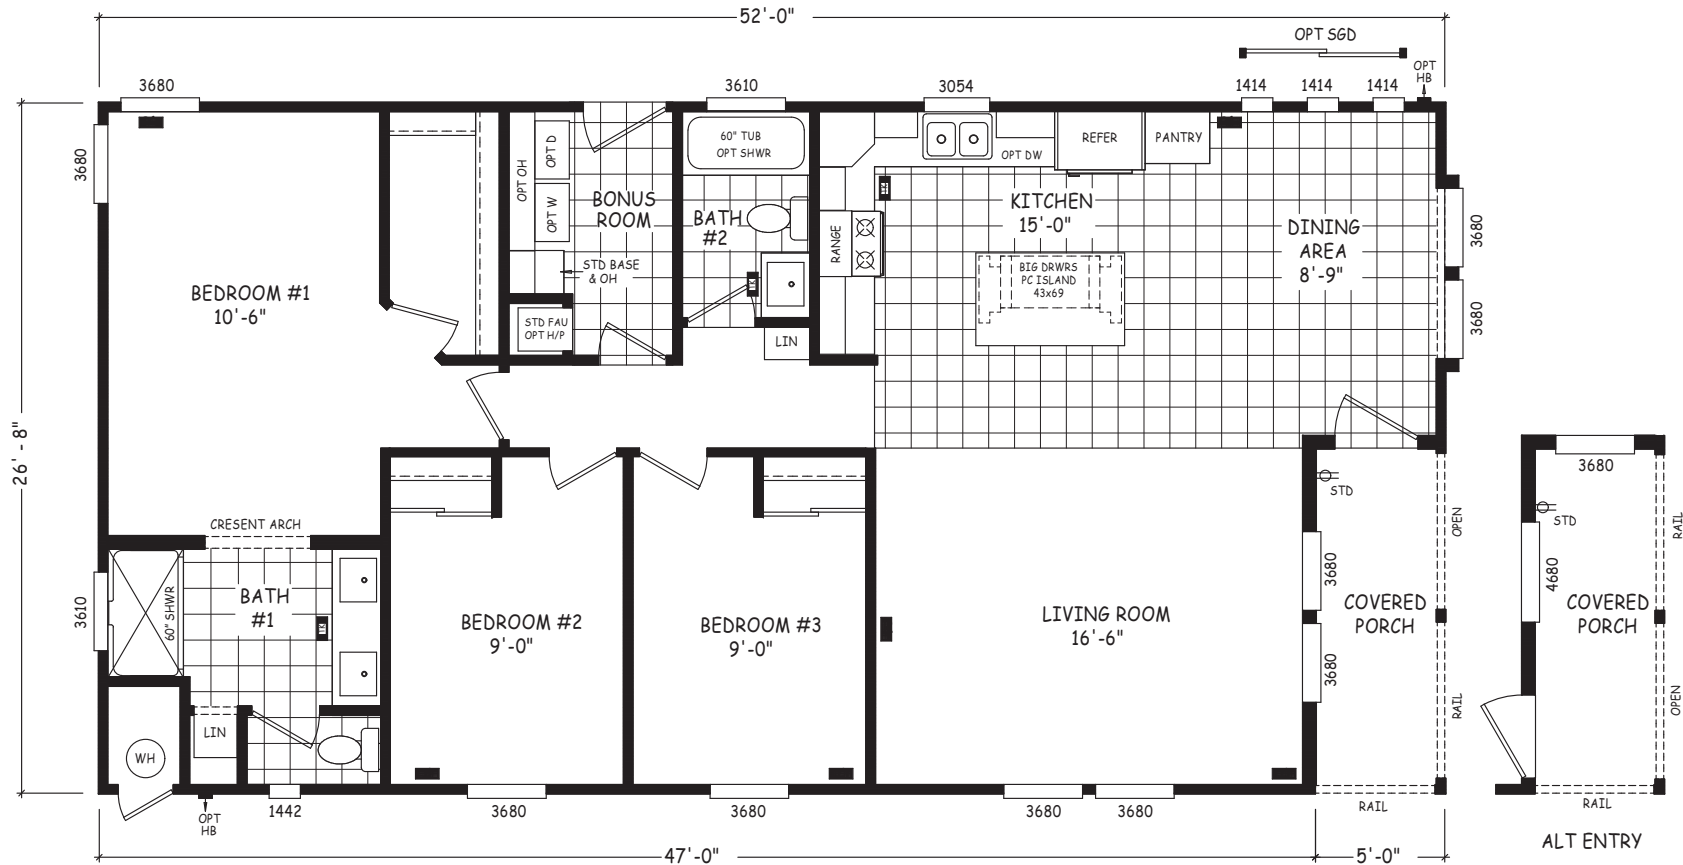 52'-0"
OPT SGD
3680
3610
3054
1414
1414
1414
OPT
HB
3680
60" TUB
OPT SHWR
OPT DW
REFER
PANTRY
OPT OH
OPT D
OPT W
BONUS
ROOM
BATH
#2
RANGE
KITCHEN
15'-0"
DINING
AREA
8'-9"
3680
3680
STD BASE
& OH
BIG DRWRS
PC ISLAND
43x69
BEDROOM #1
10'-6"
STD FAU
OPT H/P
LIN
26'-8"
CRESENT ARCH
STD
OPEN
3680
STD
RAIL
3680
4680
3610
60" SHWR
BATH
#1
BEDROOM #2
9'-0"
BEDROOM #3
9'-0"
LIVING ROOM
16'-6"
COVERED
PORCH
COVERED
PORCH
3680
RAIL
OPEN
LIN
WH
OPT
HB
1442
3680
3680
3680
3680
RAIL
RAIL
ALT ENTRY
47'-0"
5'-0"